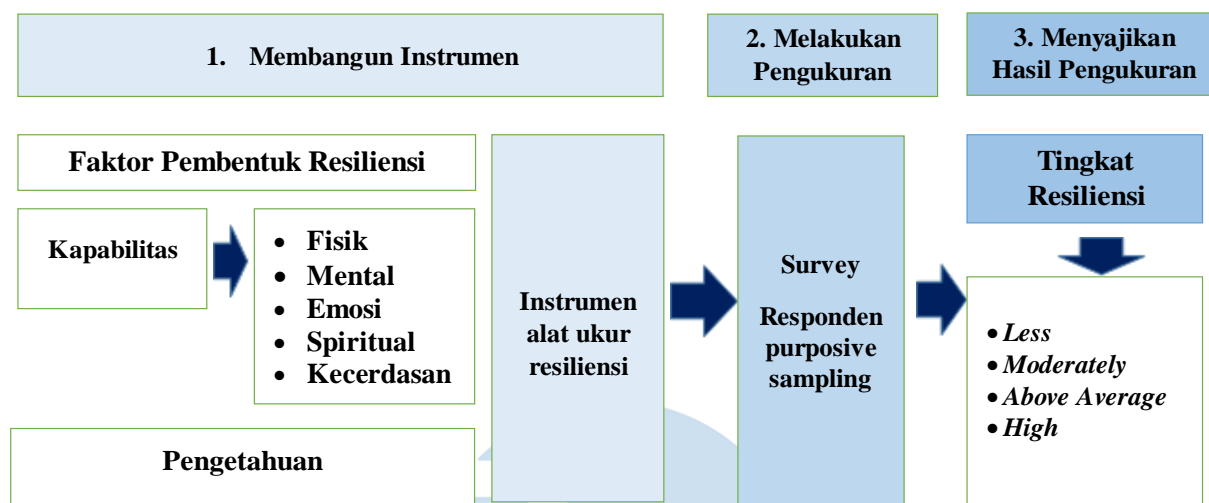 1. Membangun Instrumen
2. Melakukan
Pengukuran
3. Menyajikan
Hasil Pengukuran
Faktor Pembentuk Resiliensi
Kapabilitas
• Fisik
• Mental
• Emosi
• Spiritual
• Kecerdasan
Pengetahuan
Instrumen
alat ukur
resiliensi
Survey
Responden
purposive
sampling
Tingkat
Resiliensi
• Less
• Moderately
• Above Average
• High